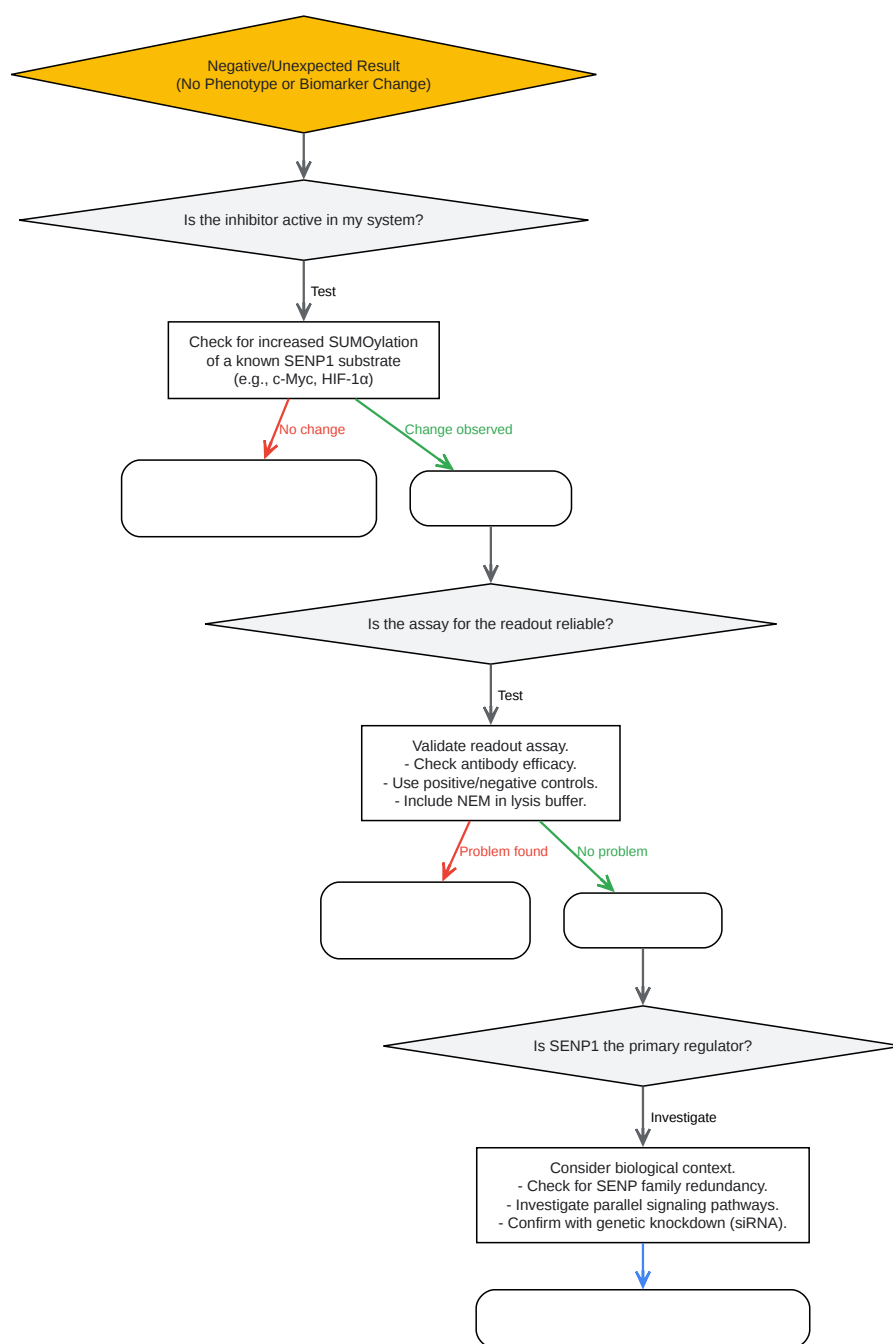 Negative/Unexpected Result
(No Phenotype or Biomarker Change)
Is the inhibitor active in my system?
Test
Check for increased SUMOylation
of a known SENP1 substrate
(e.g., c-Myc, HIF-1α)
No change
Change observed
Is the assay for the readout reliable?
Test
Validate readout assay.
- Check antibody efficacy.
- Use positive/negative controls.
- Include NEM in lysis buffer.
Problem found
No problem
Is SENP1 the primary regulator?
Investigate
Consider biological context.
- Check for SENP family redundancy.
- Investigate parallel signaling pathways.
- Confirm with genetic knockdown (siRNA).